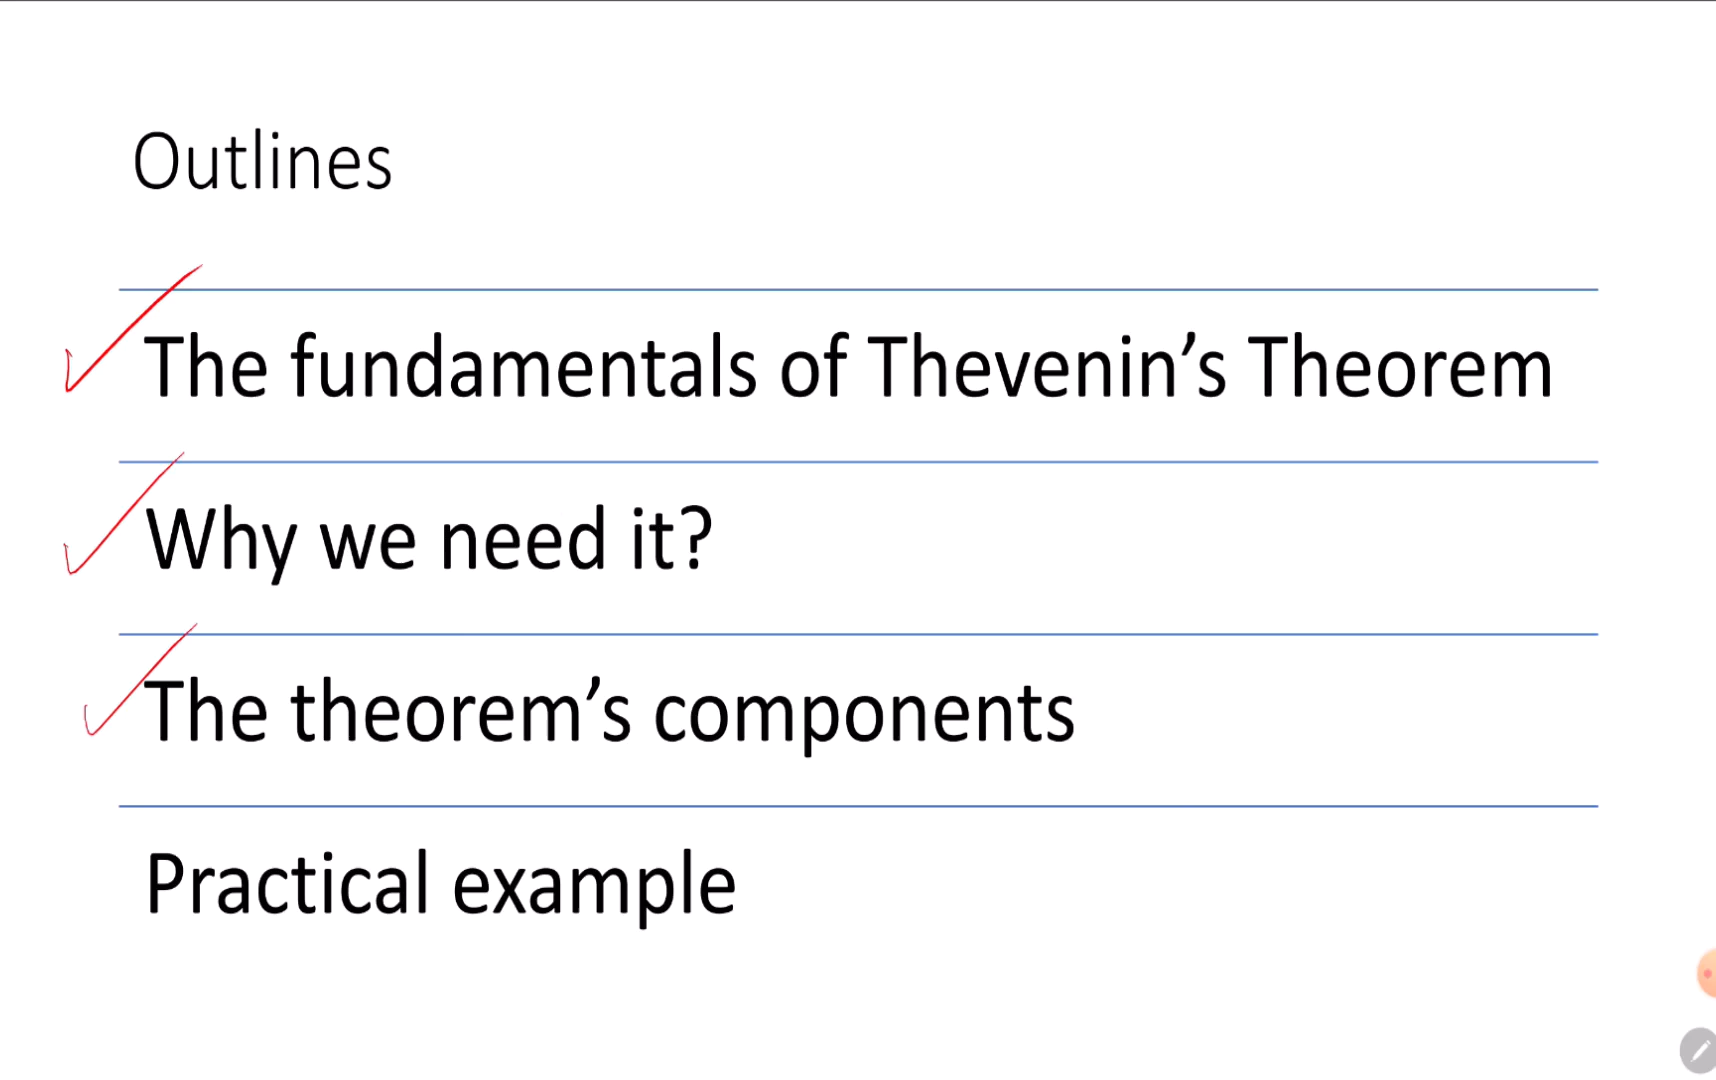 Outlines
The fundamentals of Thevenin’s Theorem
Why we need it?
The theorem’s components
Practical example